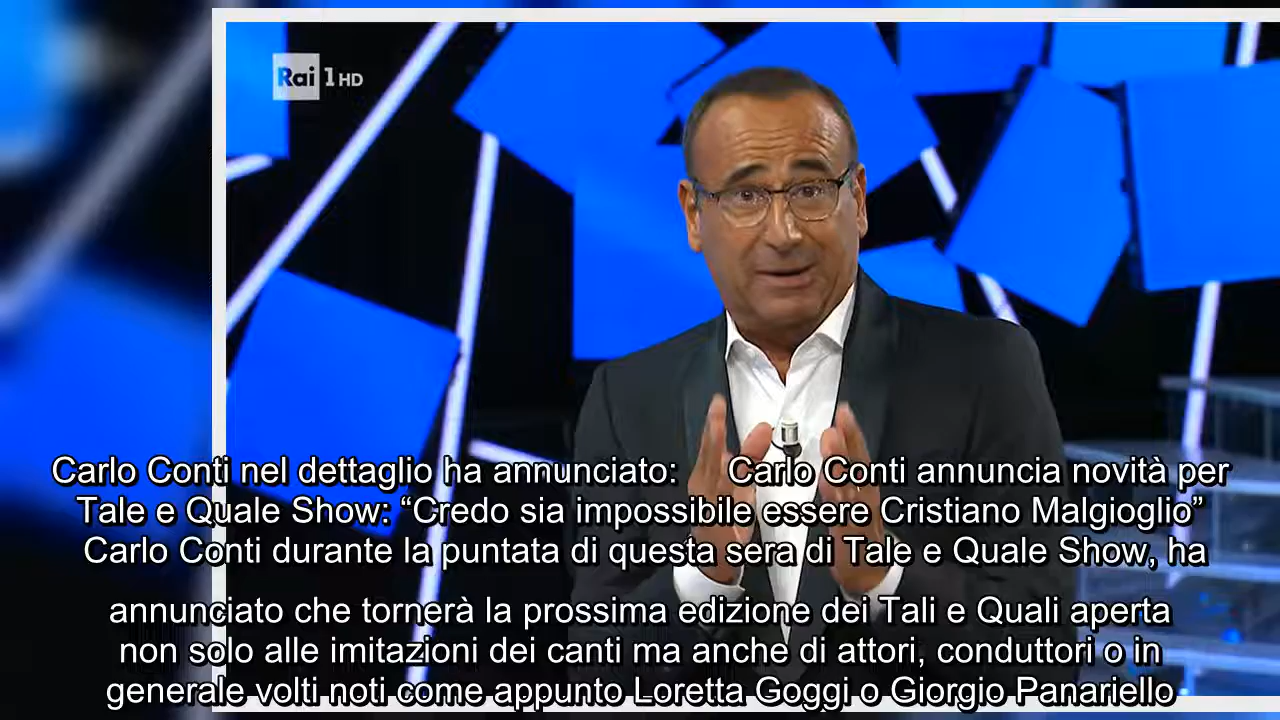 Rai 1 HD
Carlo Conti nel dettaglio ha annunciato: Carlo Conti annuncia novità per
Tale e Quale Show: “Credo sia impossibile essere Cristiano Malgioglio”
Carlo Conti durante la puntata di questa sera di Tale e Quale Show, ha
annunciato che tornerà la prossima edizione dei Tali e Quali aperta
non solo alle imitazioni dei canti ma anche di attori, conduttori o in
generale volti noti come appunto Loretta Goggi o Giorgio Panariello